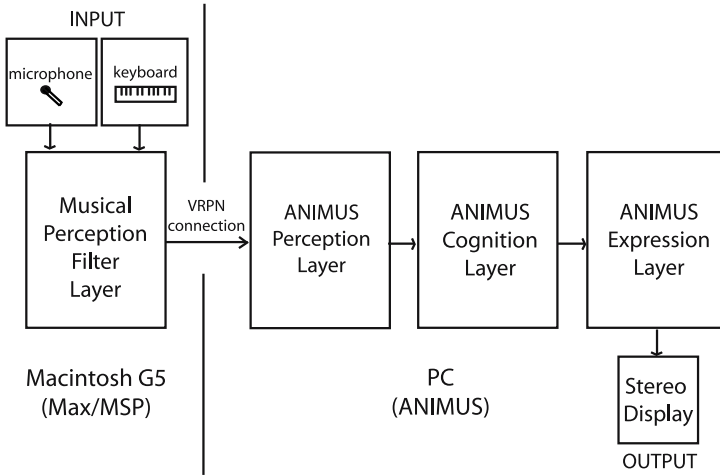 INPUT
microphone
keyboard
Musical
Perception
Filter
Layer
VRPN
connection
ANIMUS
Perception
Layer
ANIMUS
Cognition
Layer
ANIMUS
Expression
Layer
Macintosh G5
(Max/MSP)
PC
(ANIMUS)
Stereo
Display
OUTPUT